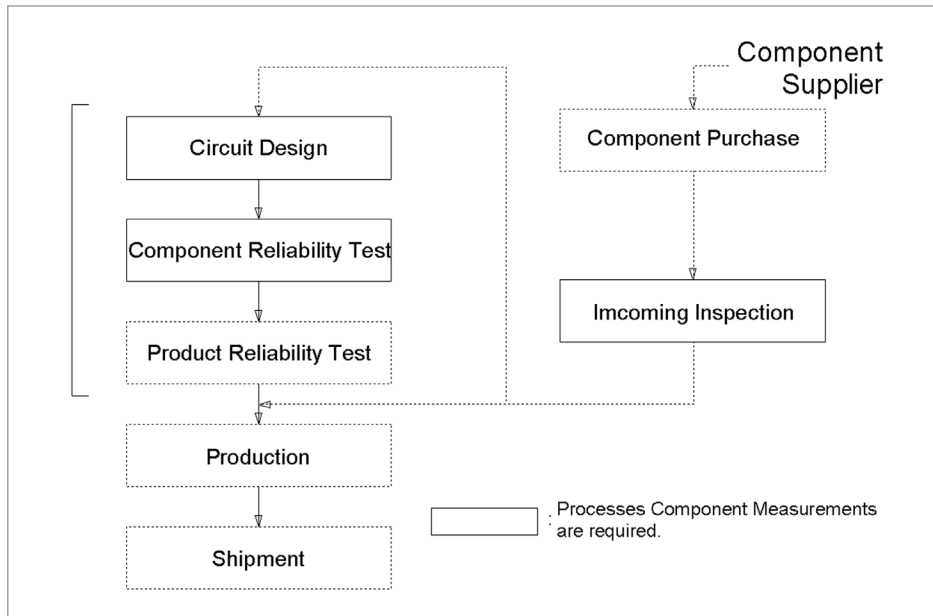 Component
Supplier
Circuit Design
Component Purchase
Component Reliability Test
Imcoming Inspection
Product Reliability Test
Production
Shipment
: Processes Component Measurements
are required.